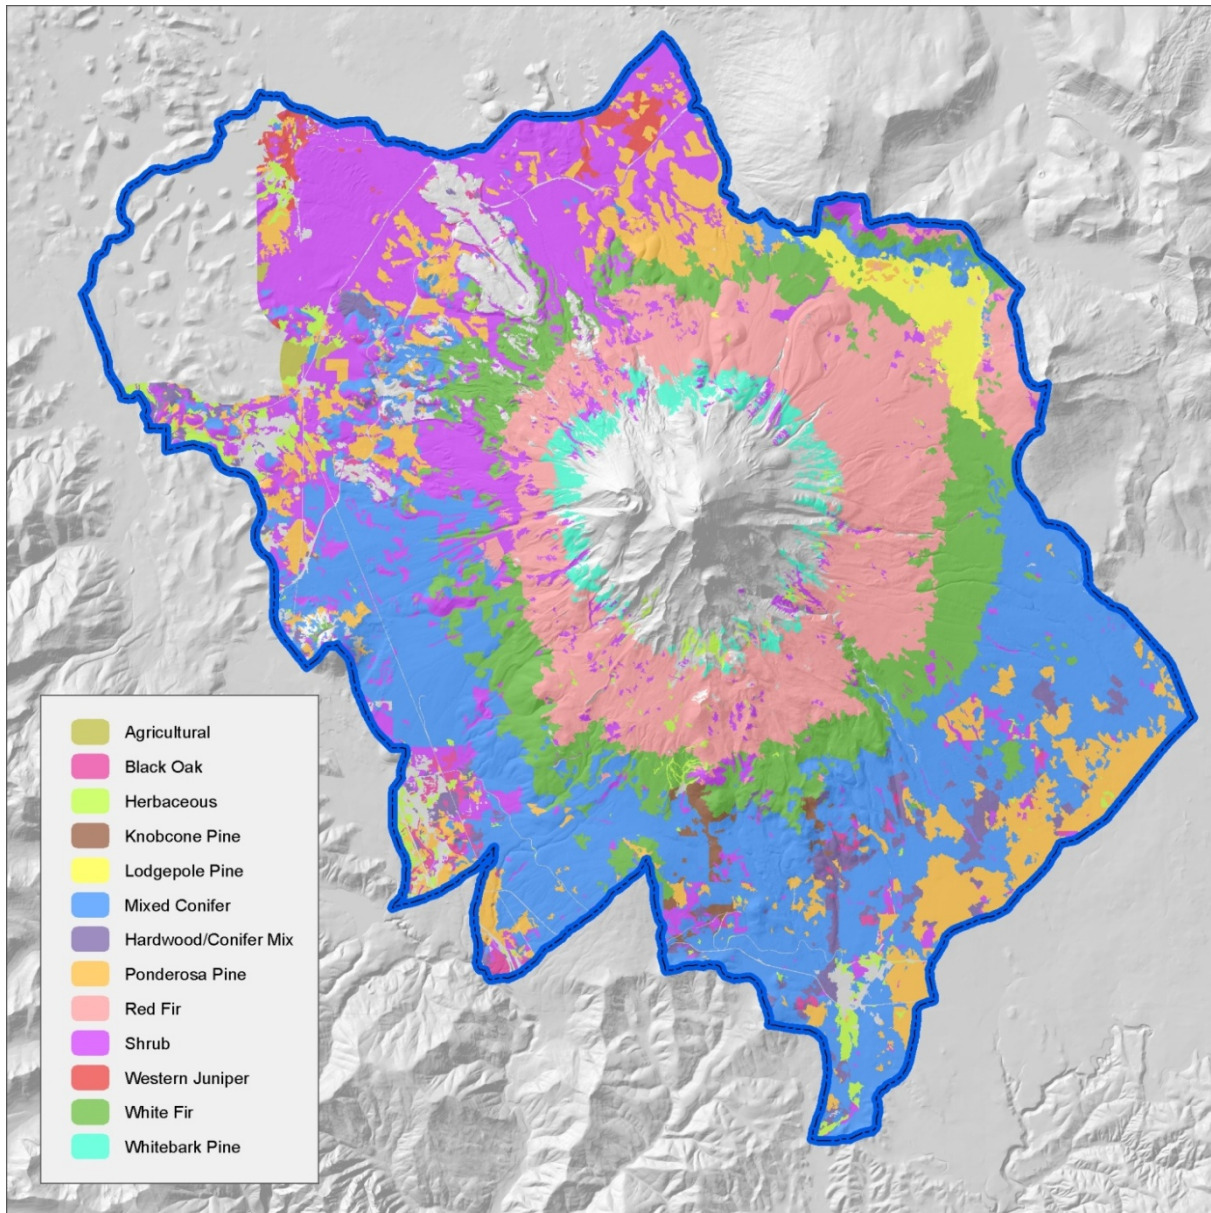 Agricultural
Black Oak
Herbaceous
Knobcone Pine
Lodgepole Pine
Mixed Conifer
Hardwood/Conifer Mix
Ponderosa Pine
Red Fir
Shrub
Western Juniper
White Fir
Whitebark Pine